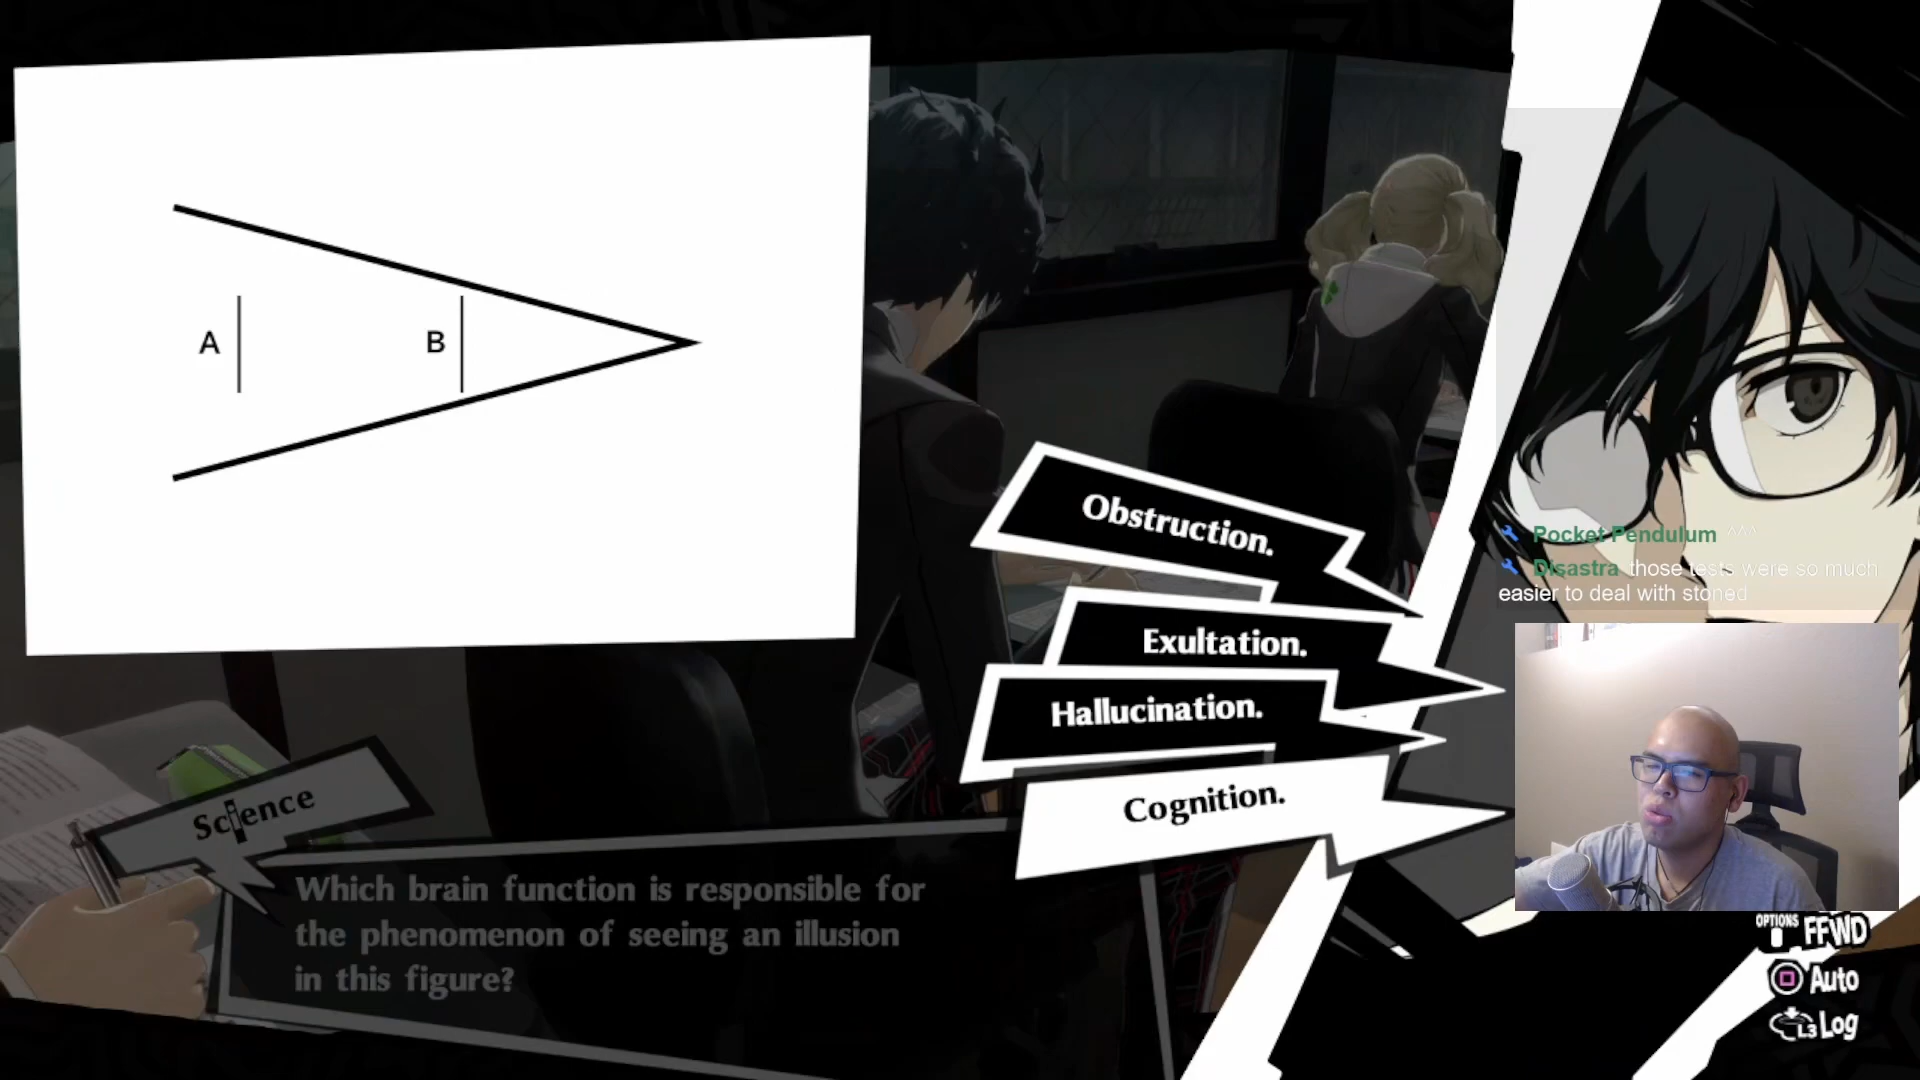 A
B
Obstruction.
Exultation.
Hallucination.
Cognition.
Pocket Pendulum ^^^
Disastra those tests were so much
easier to deal with stoned
Science
Which brain function is responsible for
the phenomenon of seeing an illusion
in this figure?
OPTIONS FFWD
Auto
L3 Log